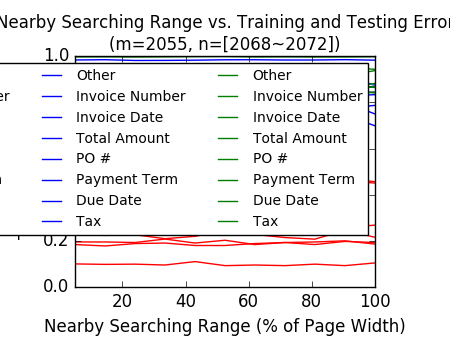 Nearby Searching Range vs. Training and Testing Error
(m=2055, n=[2068~2072])
1.0
Other Other
Invoice Number Invoice Number
Invoice Date Invoice Date
Total Amount Total Amount
PO # PO #
Payment Term Payment Term
Due Date Due Date
Tax Tax
0.2
0.0
20 40 60 80 100
Nearby Searching Range (% of Page Width)